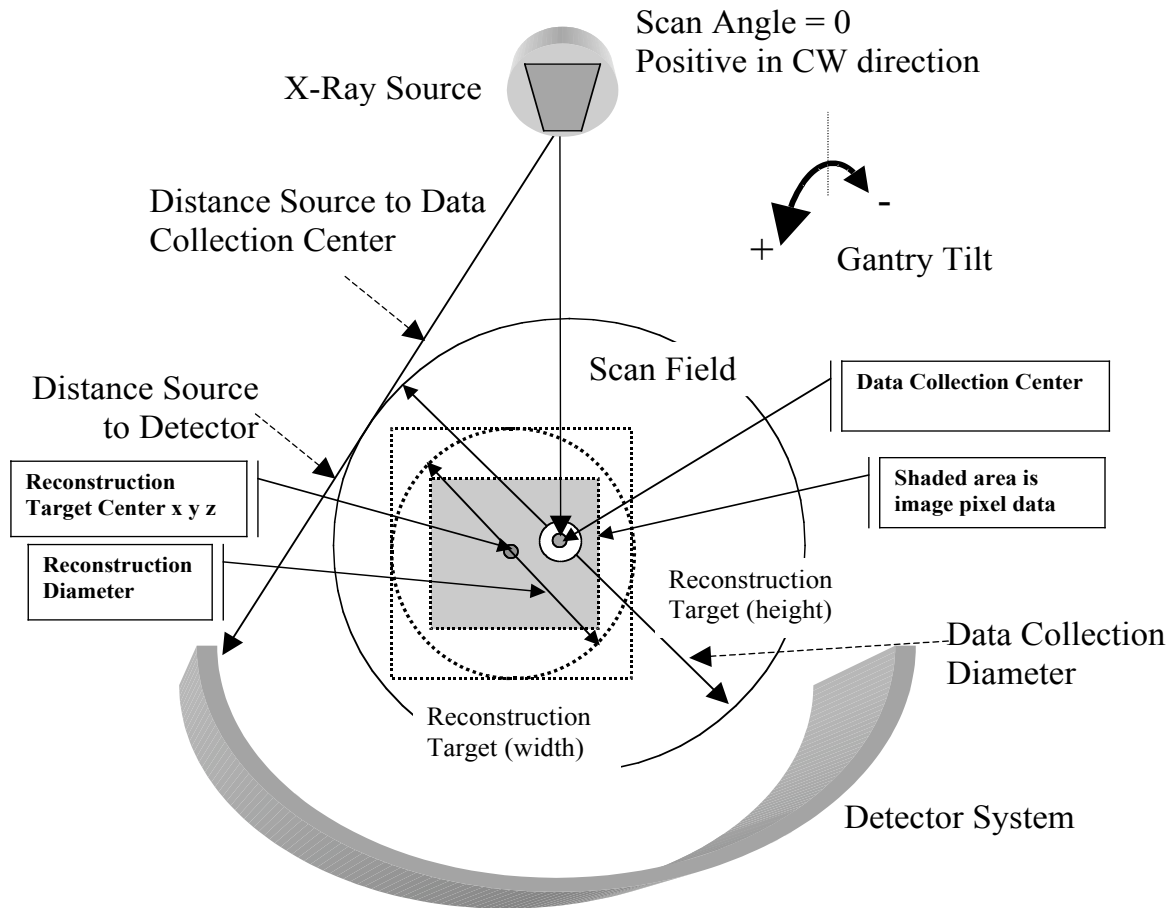 Scan Angle = 0
Positive in CW direction
X-Ray Source
Distance Source to Data
Collection Center
+
-
Gantry Tilt
Scan Field
Data Collection Center
Distance Source
to Detector
Reconstruction
Target Center x y z
Shaded area is
image pixel data
Reconstruction
Diameter
Reconstruction
Target (height)
Data Collection
Diameter
Reconstruction
Target (width)
Detector System